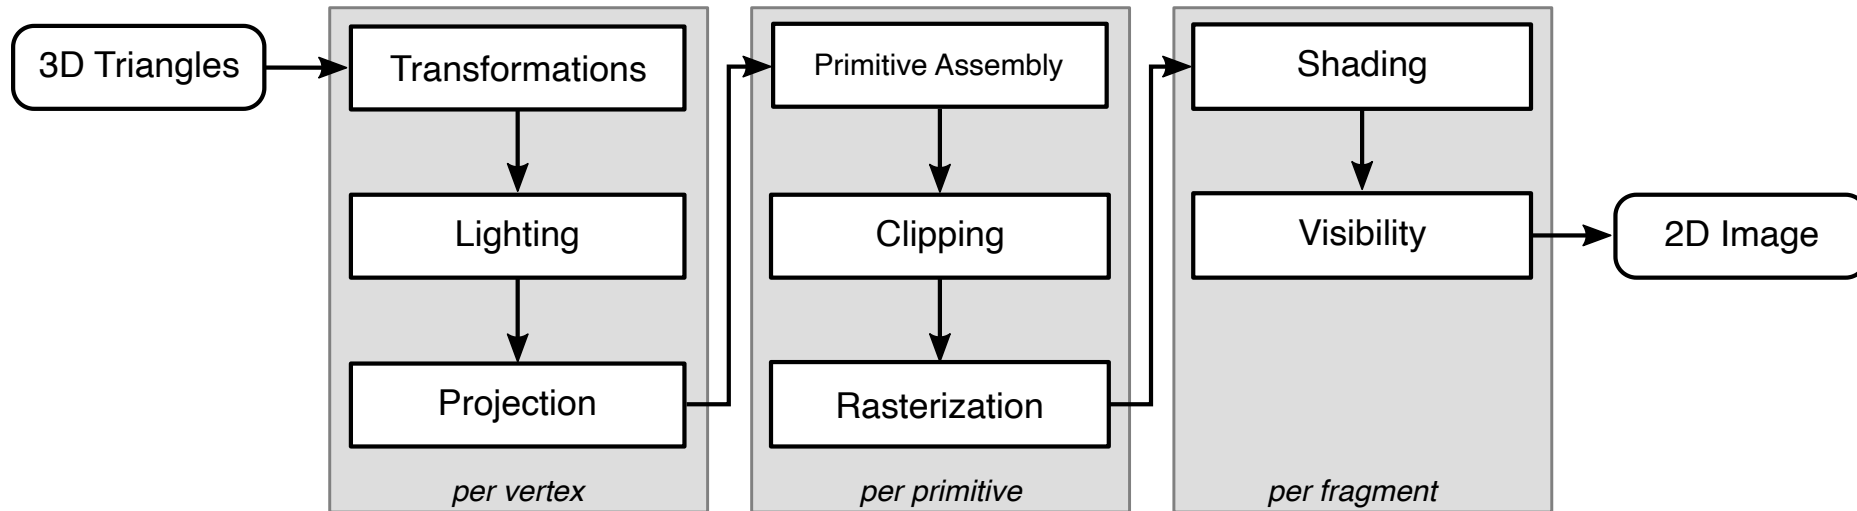 3D Triangles
Transformations
Lighting
Projection
per vertex
Primitive Assembly
Clipping
Rasterization
per primitive
Shading
Visibility
per fragment
2D Image